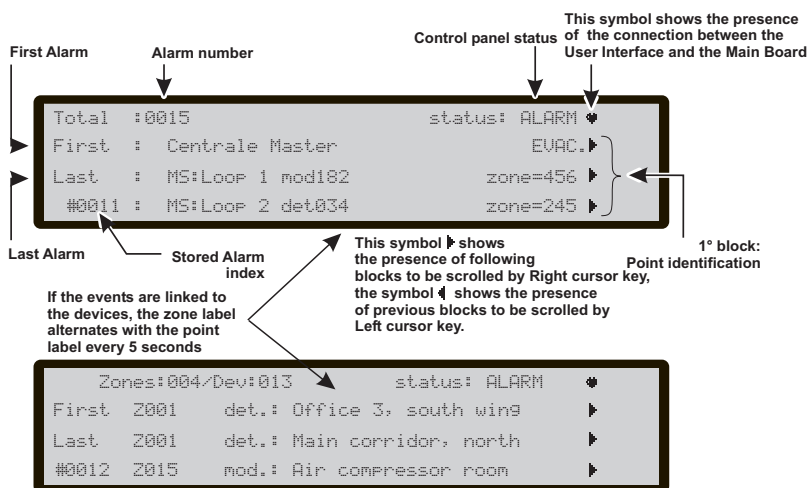 This symbol shows the presence
of the connection between the
User Interface and the Main Board
Control panel status
First Alarm
Alarm number
Total :0015 status: ALARM
First : Centrale Master EVAC.
Last : MS:Loop 1 mod182 zone=456
#0011 : MS:Loop 2 det034 zone=245
Last Alarm
Stored Alarm
index
This symbol shows
the presence of following
blocks to be scrolled by Right cursor key,
the symbol shows the presence
of previous blocks to be scrolled by
Left cursor key.
1° block:
Point identification
If the events are linked to
the devices, the zone label
alternates with the point
label every 5 seconds
Zones:004/Dev:013 status: ALARM
First Z001 det.: Office 3, south wing
Last Z001 det.: Main corridor, north
#0012 Z015 mod.: Air compressor room